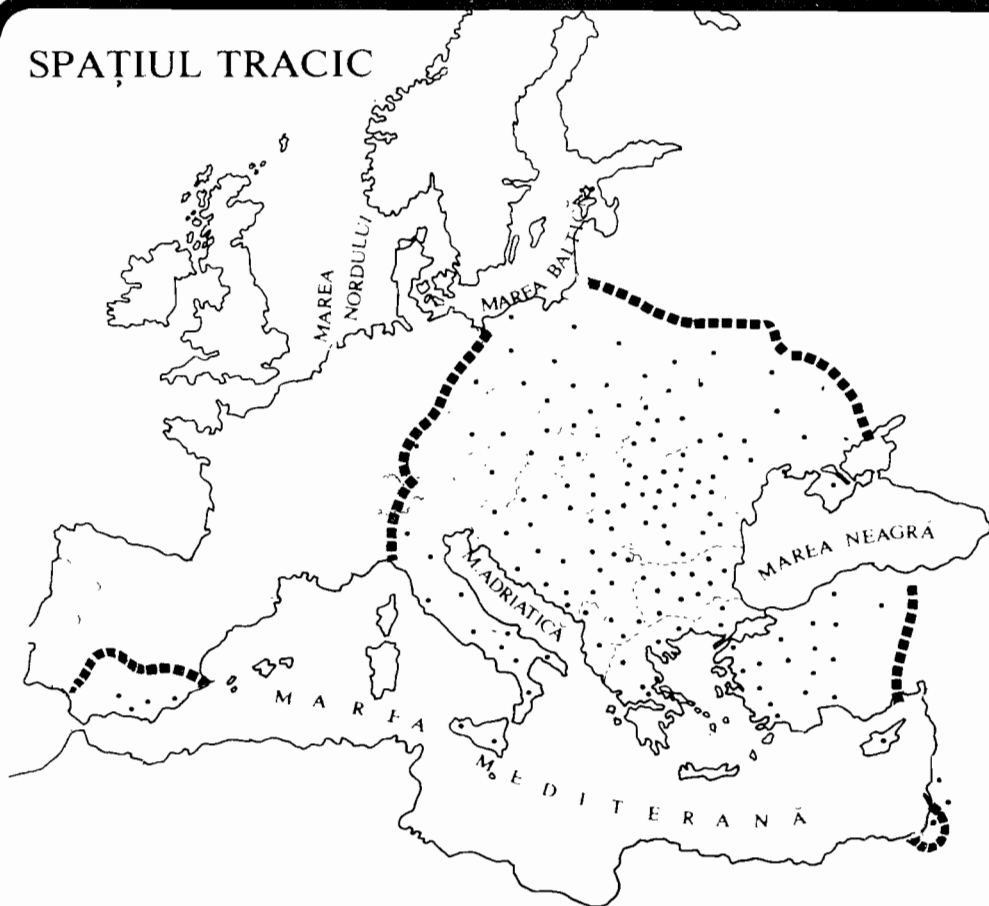 SPAȚIUL TRACIC
MAREA
NORDULUI
MAREA BALTICĂ
MAREA NEAGRĂ
M.ADRIATICĂ
MAREA
MEDITERANĂ